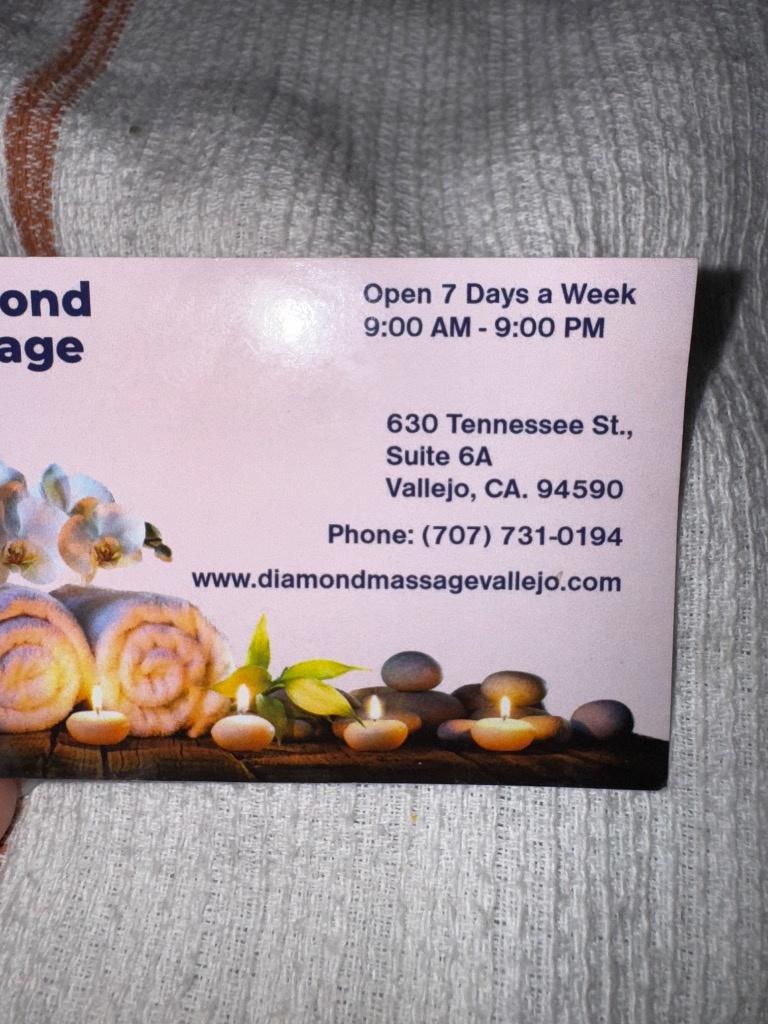 ond
age
Open 7 Days a Week
9:00 AM - 9:00 PM
630 Tennessee St.,
Suite 6A
Vallejo, CA. 94590
Phone: (707) 731-0194
www.diamondmassagevallejo.com